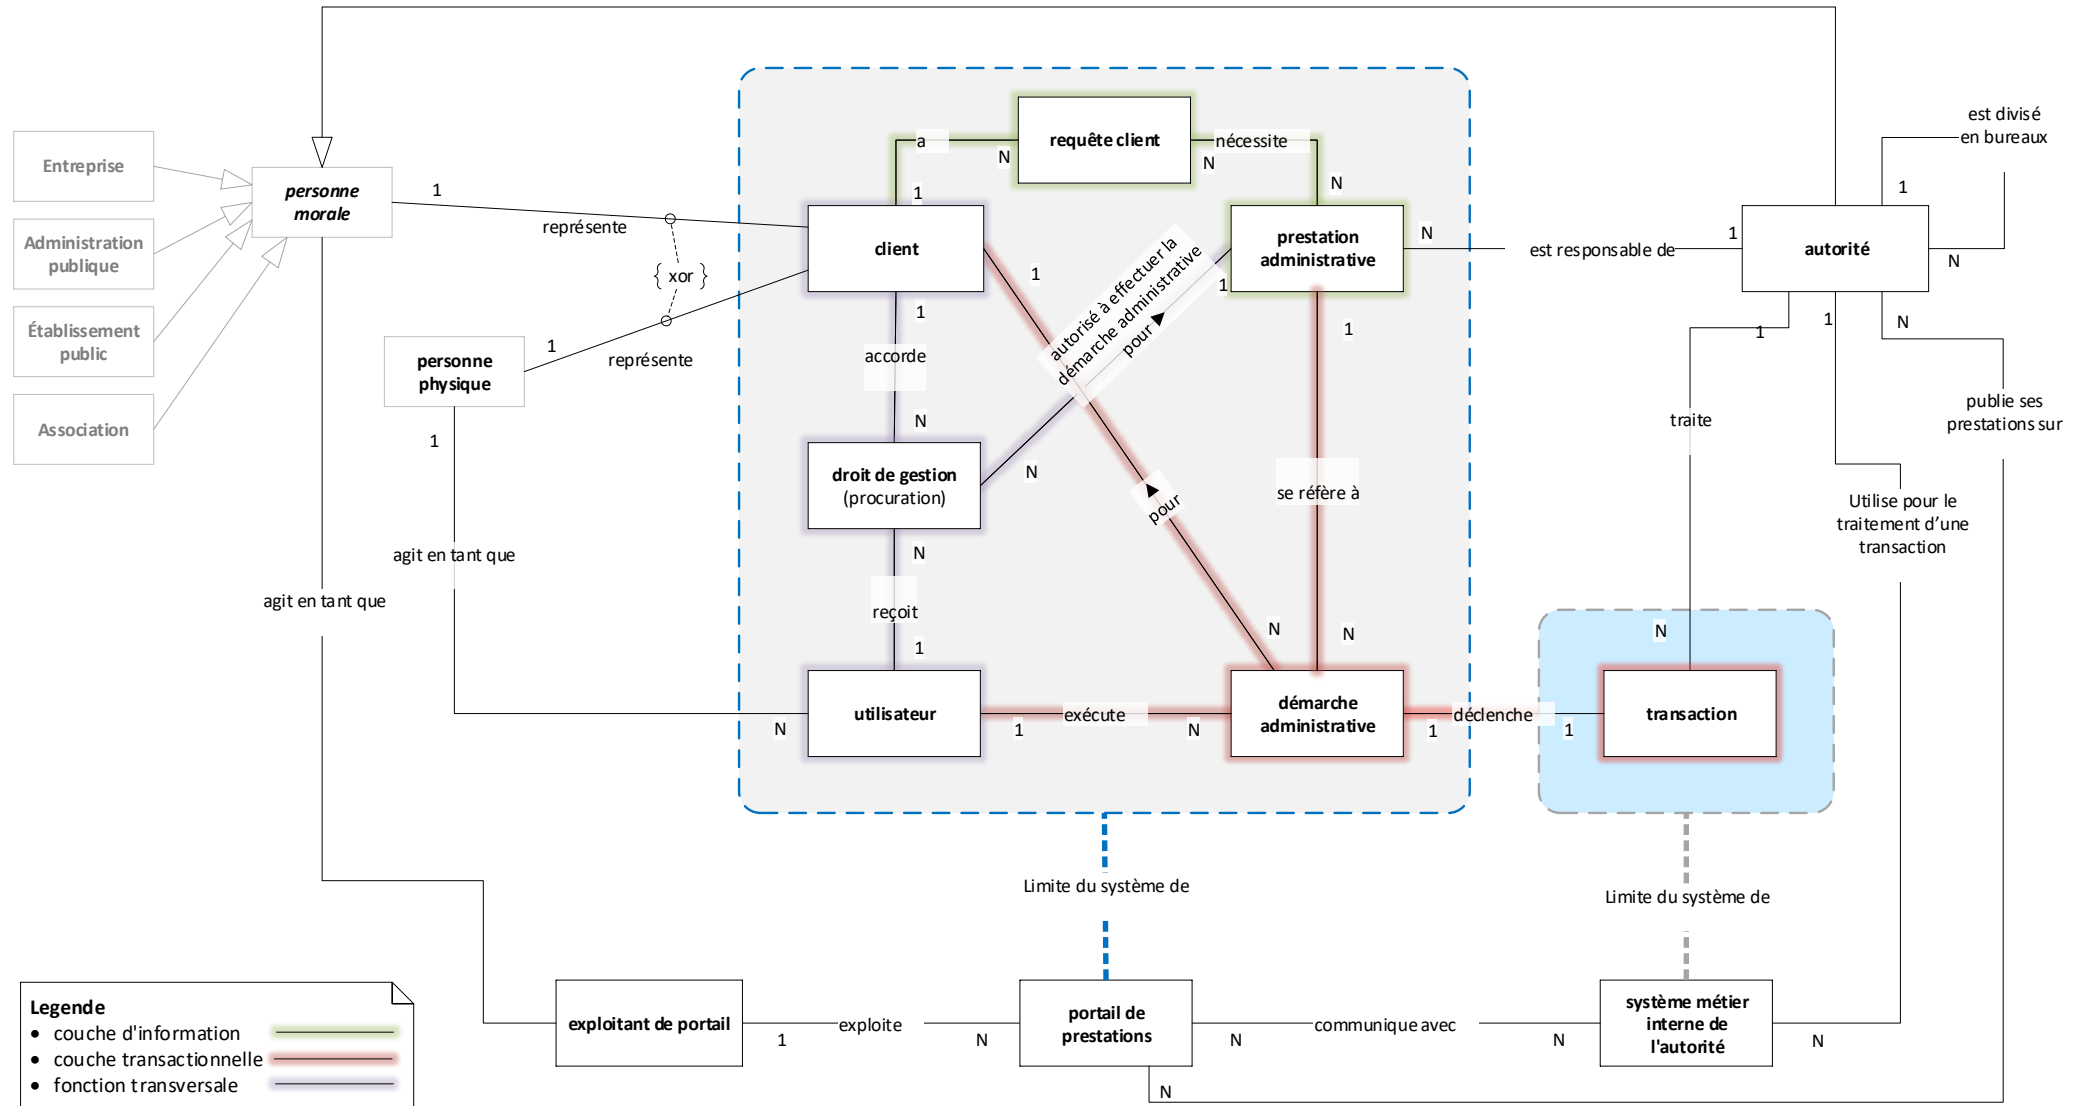 est divisé
en bureaux
1
N
Entreprise
Administration
publique
Établissement
public
Association
personne
morale
1
représente
{ xor }
personne
physique
1
représente
1
requête client
a
N
1
nécessite
N
N
client
1
1
accorde
N
prestation
administrative
1
1
autorisé à effectuer la
démarche administrative
pour
N
est responsable de
1
autorité
droit de gestion
(procuration)
N
N
reçoit
1
pour
N
se réfère à
N
1
traite
N
1
Utilise pour le
traitement d’une
transaction
N
publie ses
prestations sur
agit en tant que
agit en tant que
N
utilisateur
1
exécute
N
démarche
administrative
1
déclenche
1
transaction
Limite du système de
Limite du système de
exploitant de portail
1
exploite
N
portail de
prestations
N
communique avec
N
système métier
interne de
l'autorité
N
N
Legende
• couche d'information
• couche transactionnelle
• fonction transversale